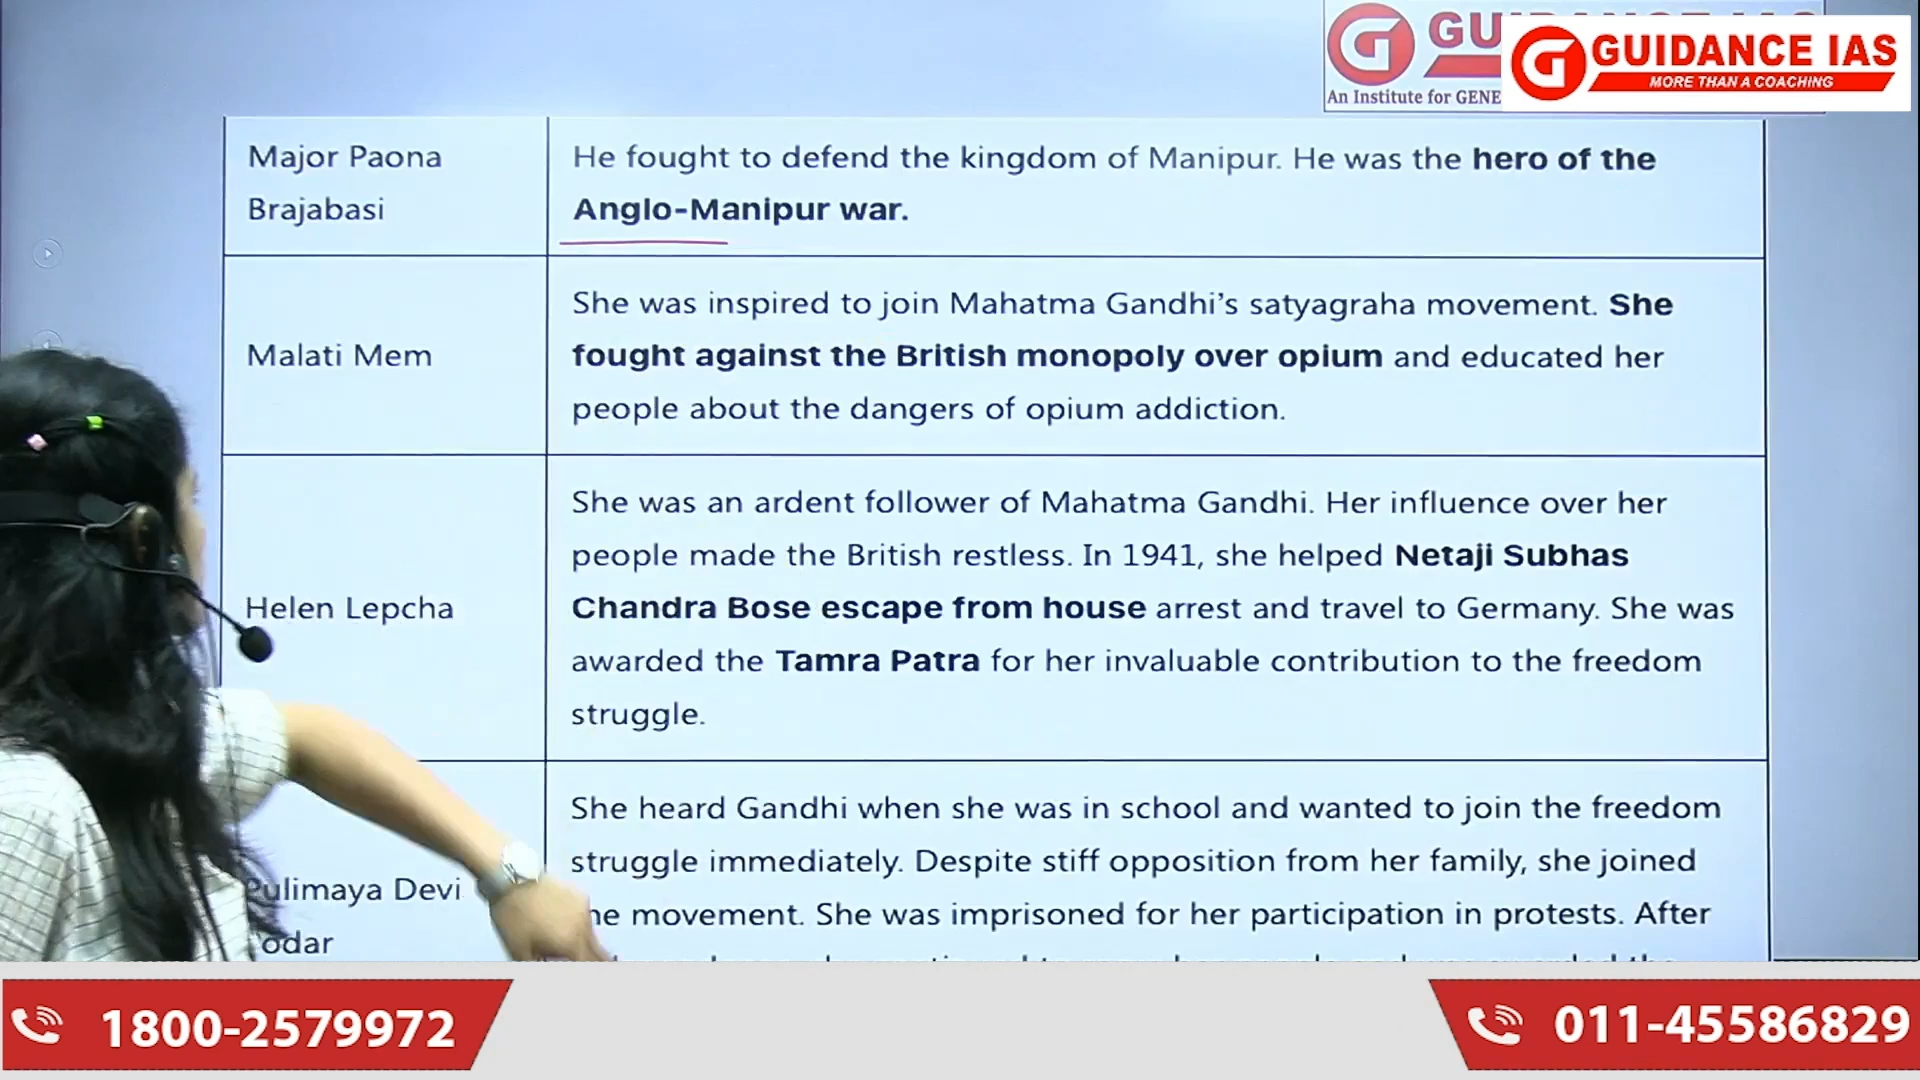 GU
An Institute for GENE
GUIDANCE IAS
MORE THAN A COACHING
Major Paona
Brajabasi
He fought to defend the kingdom of Manipur. He was the hero of the
Anglo-Manipur war.
Malati Mem
She was inspired to join Mahatma Gandhi's satyagraha movement. She
fought against the British monopoly over opium and educated her
people about the dangers of opium addiction.
Helen Lepcha
She was an ardent follower of Mahatma Gandhi. Her influence over her
people made the British restless. In 1941, she helped Netaji Subhas
Chandra Bose escape from house arrest and travel to Germany. She was
awarded the Tamra Patra for her invaluable contribution to the freedom
struggle.
Pulimaya Devi
odar
She heard Gandhi when she was in school and wanted to join the freedom
struggle immediately. Despite stiff opposition from her family, she joined
he movement. She was imprisoned for her participation in protests. After
1800-2579972
011-45586829